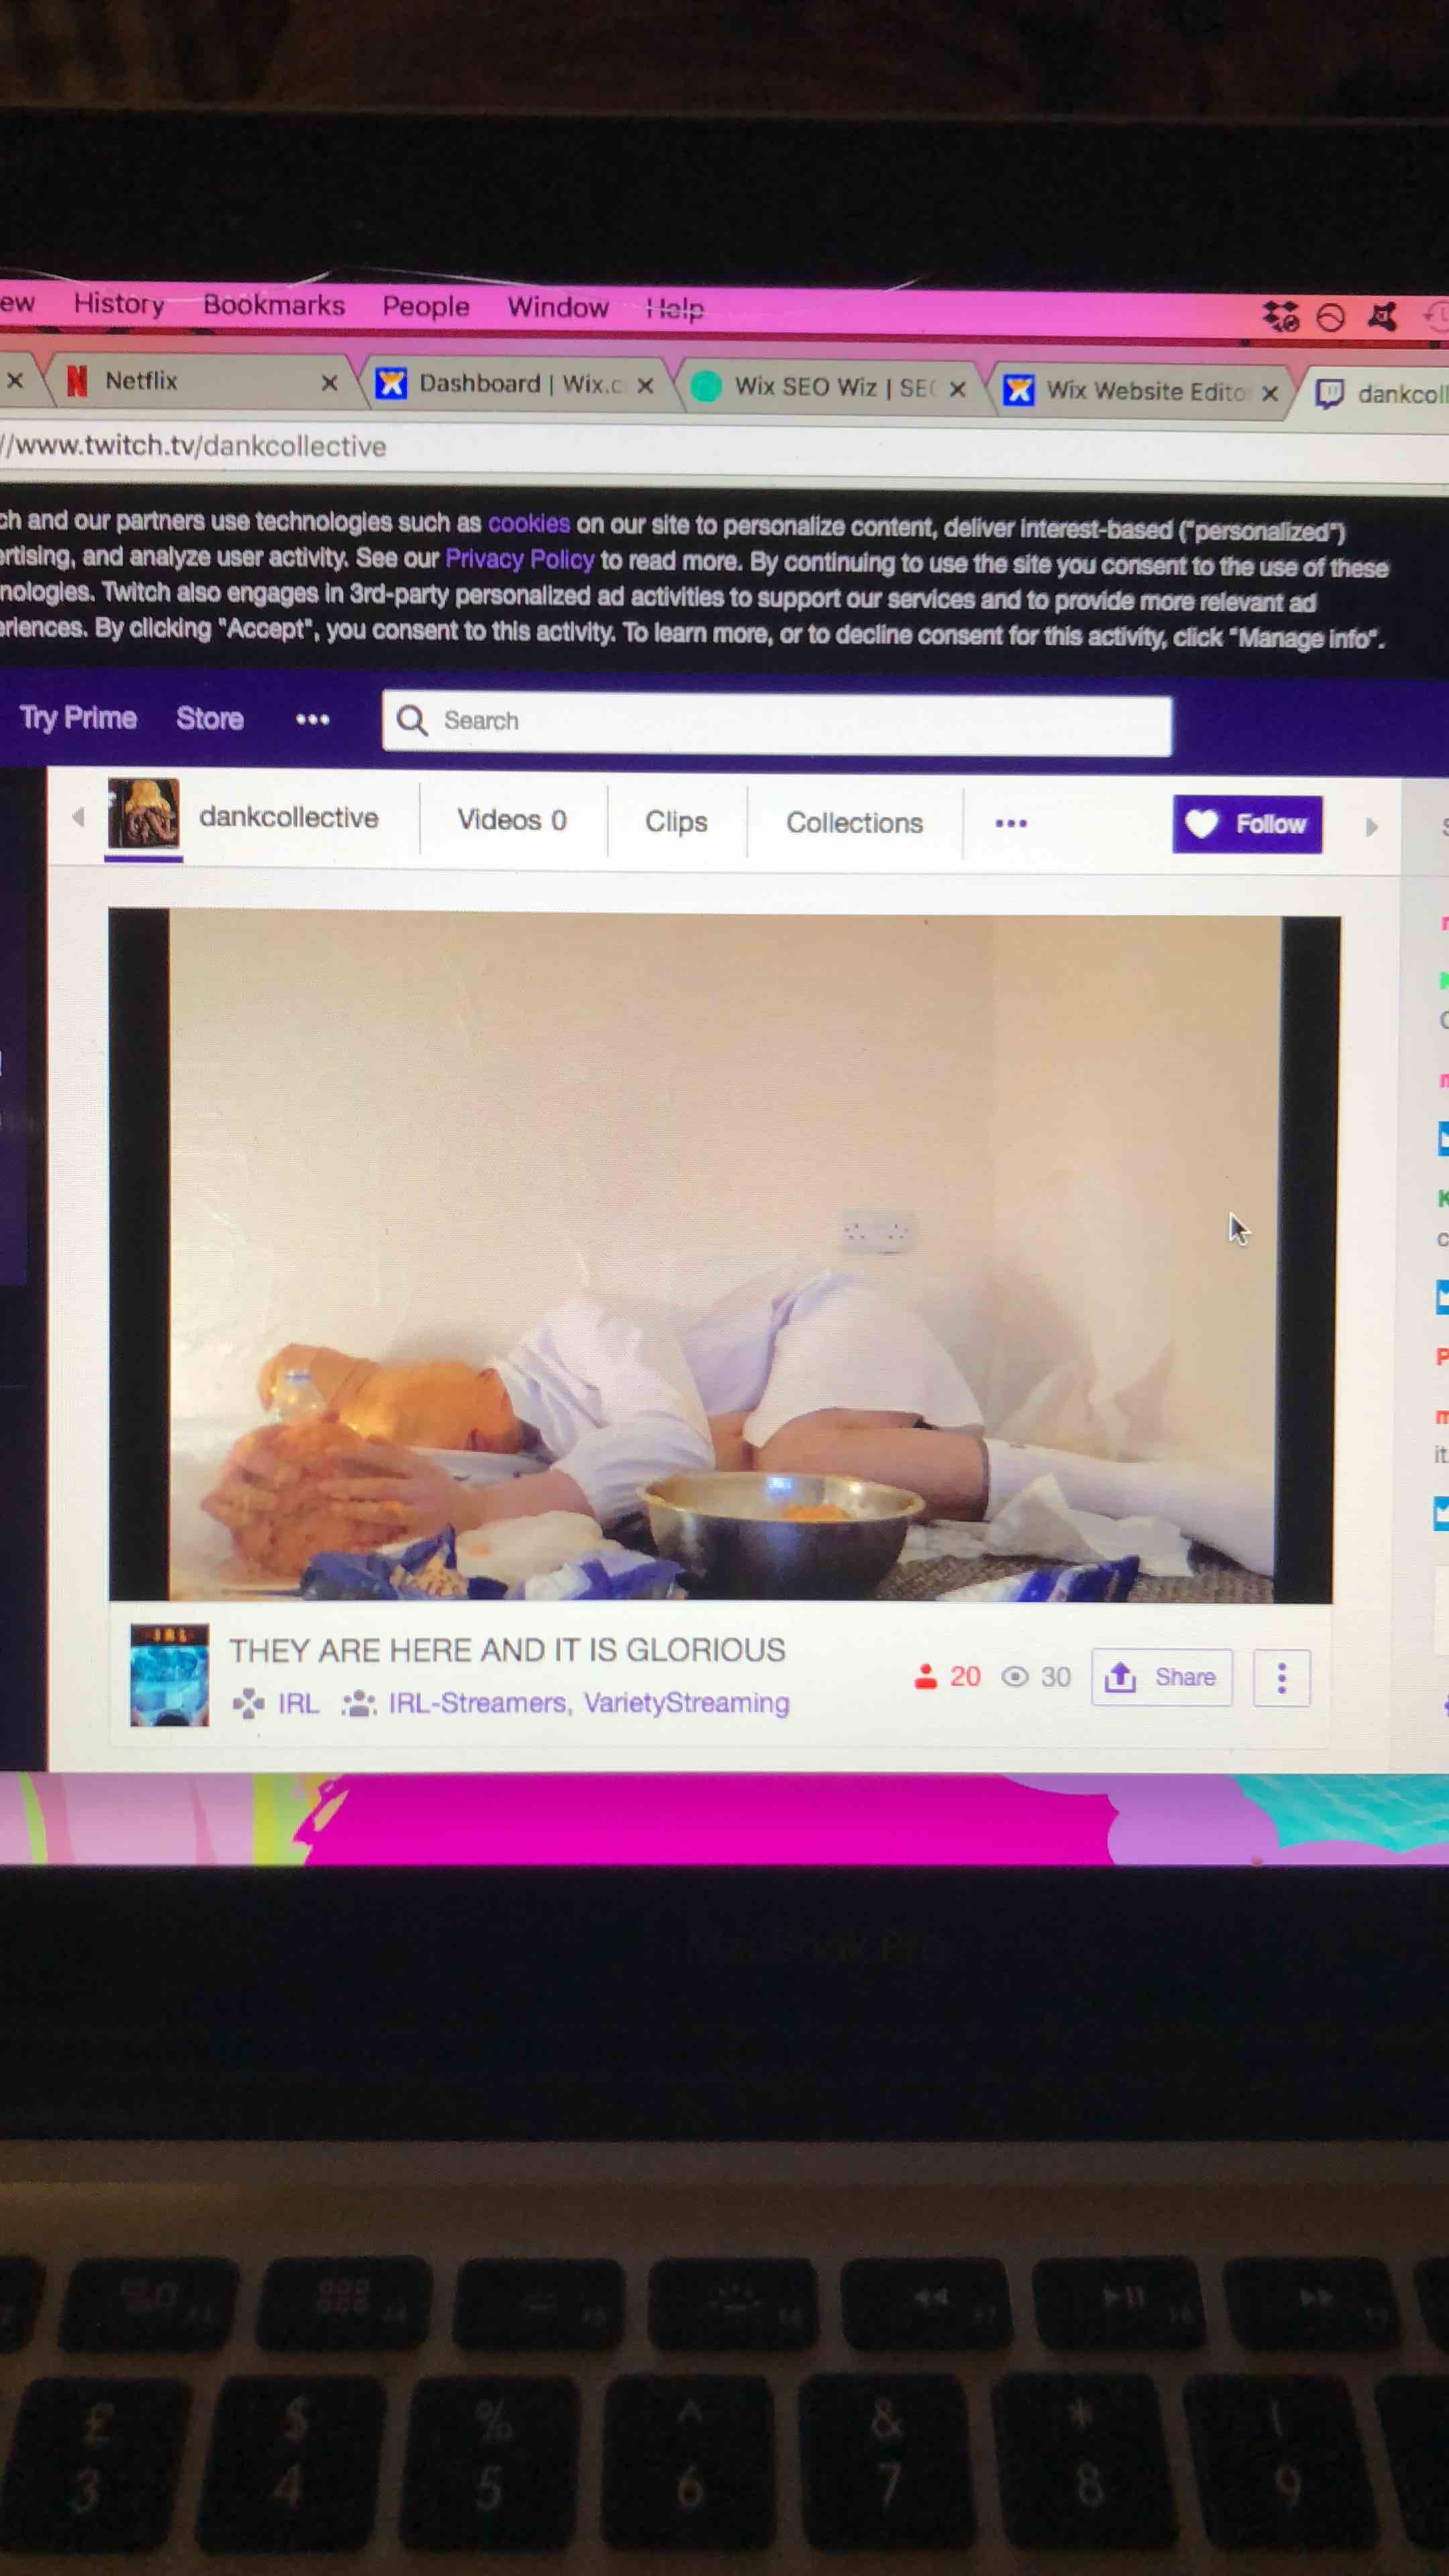 History Bookmarks People Window Help
Netflix Dashboard | Wix.c Wix SEO Wiz | SEO Wix Website Edito dankcoll
//www.twitch.tv/dankcollective
and our partners use technologies such as cookies on our site to personalize content, deliver interest-based ("personalized")
and analyze user activity. See our Privacy Policy to read more. By continuing to use the site you consent to the use of these
Twitch also engages in 3rd-party personalized ad activities to support our services and to provide more relevant ad
By clicking "Accept", you consent to this activity. To learn more, or to decline consent for this activity, click "Manage info".
Try Prime Store ••• Search
dankcollective Videos 0 Clips Collections ••• Follow
IRL
THEY ARE HERE AND IT IS GLORIOUS
20 30 Share
IRL IRL-Streamers, VarietyStreaming
MacBook Pro
£ $ % ^ & * (
3 4 5 6 7 8 9